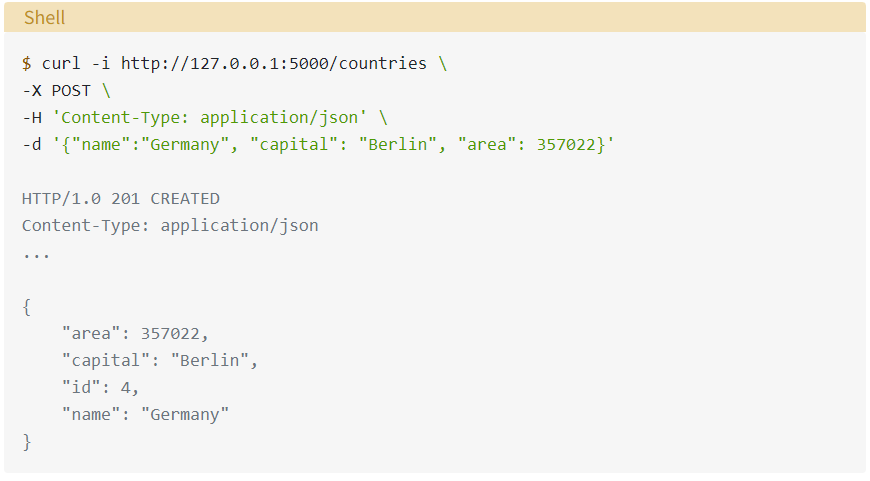 Shell
$ curl -i http://127.0.0.1:5000/countries \
-X POST \
-H 'Content-Type: application/json' \
-d '{"name":"Germany", "capital": "Berlin", "area": 357022}'
HTTP/1.0 201 CREATED
Content-Type: application/json
...
{
    "area": 357022,
    "capital": "Berlin",
    "id": 4,
    "name": "Germany"
}